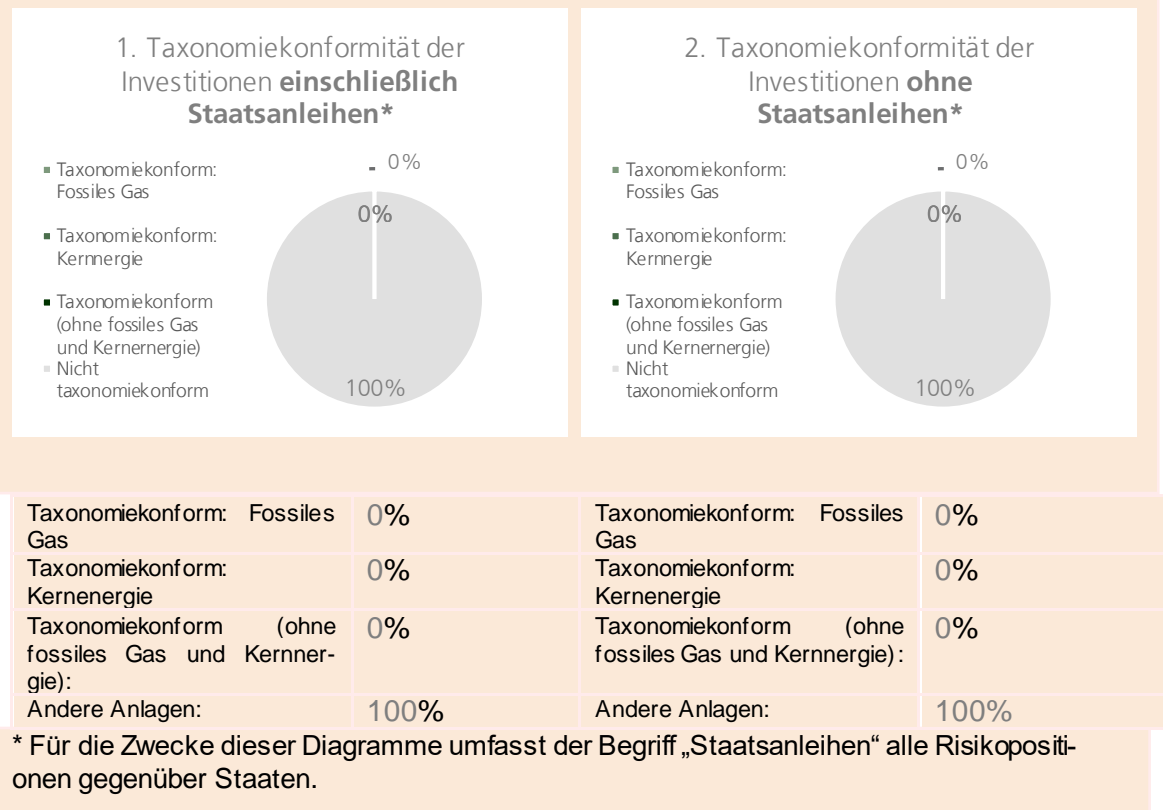 1. Taxonomiekonformität der
Investitionen einschließlich
Staatsanleihen*
Taxonomiekonform:
Fossiles Gas
Taxonomiekonform:
Kernnergie
Taxonomiekonform
(ohne fossiles Gas
und Kernernergie)
Nicht
taxonomiekonform
- 0%
0%
100%
2. Taxonomiekonformität der
Investitionen ohne
Staatsanleihen*
Taxonomiekonform:
Fossiles Gas
Taxonomiekonform:
Kernnergie
Taxonomiekonform
(ohne fossiles Gas
und Kernernergie)
Nicht
taxonomiekonform
- 0%
0%
100%
Taxonomiekonform: Fossiles
Gas
0%
Taxonomiekonform: Fossiles
Gas
0%
Taxonomiekonform:
Kernenergie
0%
Taxonomiekonform:
Kernenergie
0%
Taxonomiekonform (ohne
fossiles Gas und Kernner-
gie):
0%
Taxonomiekonform (ohne
fossiles Gas und Kernnergie):
0%
Andere Anlagen:
100%
Andere Anlagen:
100%
* Für die Zwecke dieser Diagramme umfasst der Begriff „Staatsanleihen“ alle Risikopositi-
onen gegenüber Staaten.